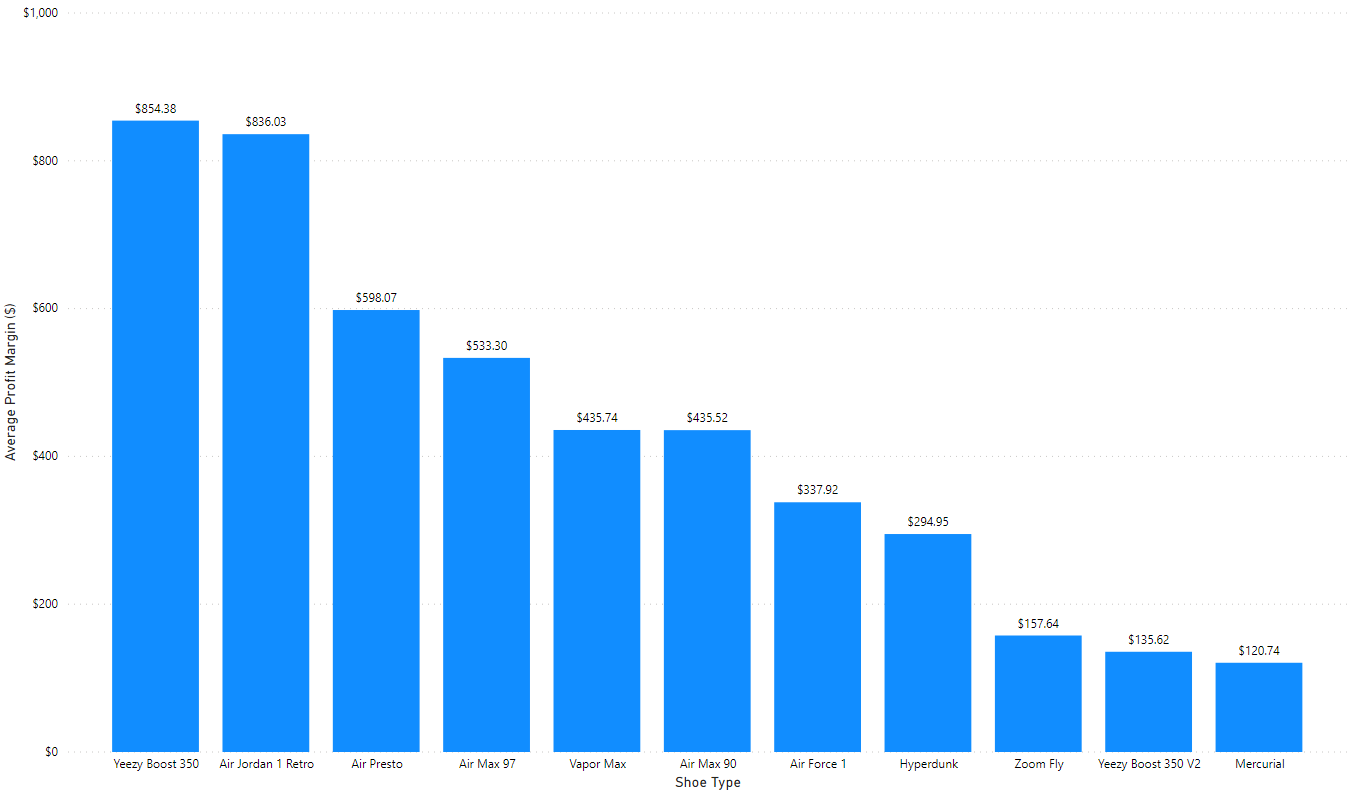 $1,000
$800
$600
$400
$200
$0
Average Profit Margin ($)
$854.38
$836.03
$598.07
$533.30
$435.74
$435.52
$337.92
$294.95
$157.64
$135.62
$120.74
Yeezy Boost 350
Air Jordan 1 Retro
Air Presto
Air Max 97
Vapor Max
Air Max 90
Air Force 1
Hyperdunk
Zoom Fly
Yeezy Boost 350 V2
Mercurial
Shoe Type